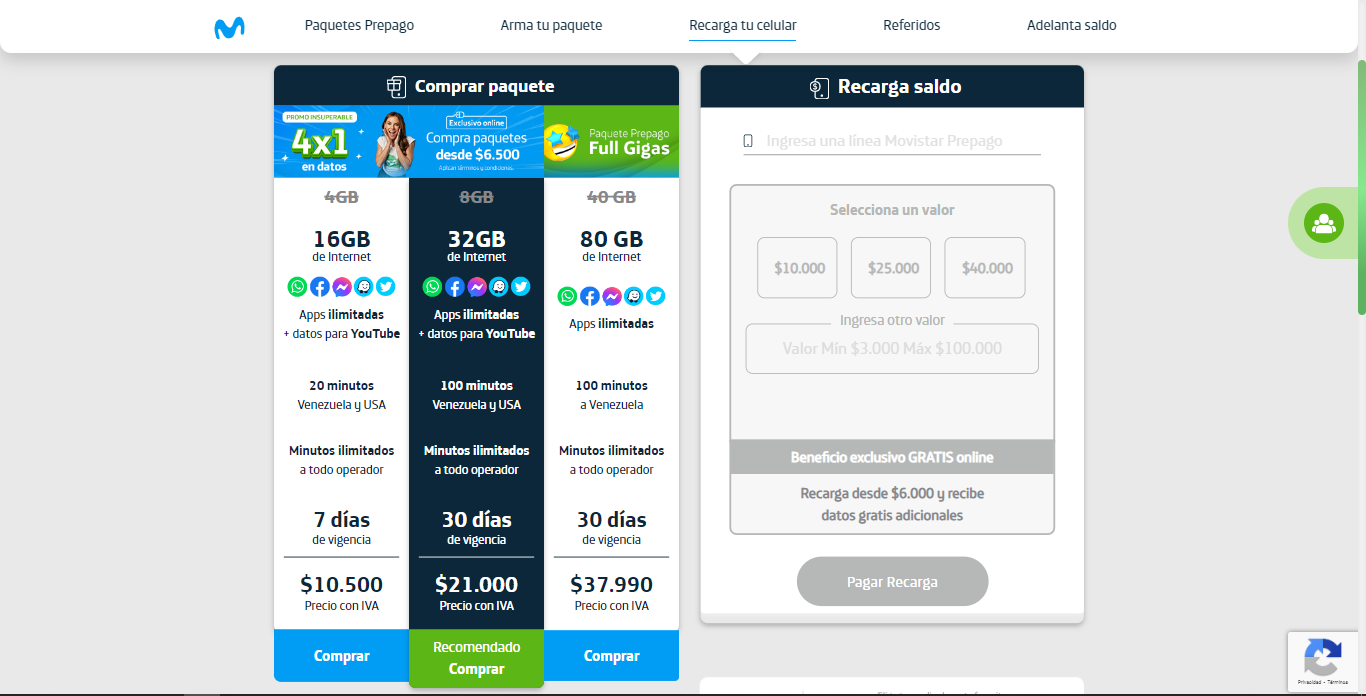 Paquetes Prepago
Arma tu paquete
Recarga tu celular
Referidos
Adelanta saldo
Comprar paquete
PROMO INSUPERABLE
4x1
en datos
Exclusivo online
Compra paquetes
desde $6.500
Aplican términos y condiciones.
Paquete Prepago
Full Gigas
4GB
16GB
de Internet
Apps ilimitadas
+ datos para YouTube
20 minutos
Venezuela y USA
Minutos ilimitados
a todo operador
7 días
de vigencia
$10.500
Precio con IVA
Comprar
8GB
32GB
de Internet
Apps ilimitadas
+ datos para YouTube
100 minutos
Venezuela y USA
Minutos ilimitados
a todo operador
30 días
de vigencia
$21.000
Precio con IVA
Recomendado
Comprar
40 GB
80 GB
de Internet
Apps ilimitadas
100 minutos
a Venezuela
Minutos ilimitados
a todo operador
30 días
de vigencia
$37.990
Precio con IVA
Comprar
Recarga saldo
Ingresa una línea Movistar Prepago
Selecciona un valor
$10.000
$25.000
$40.000
Ingresa otro valor
Valor Mín $3.000 Máx $100.000
Beneficio exclusivo GRATIS online
Recarga desde $6.000 y recibe
datos gratis adicionales
Pagar Recarga
Privacidad - Términos